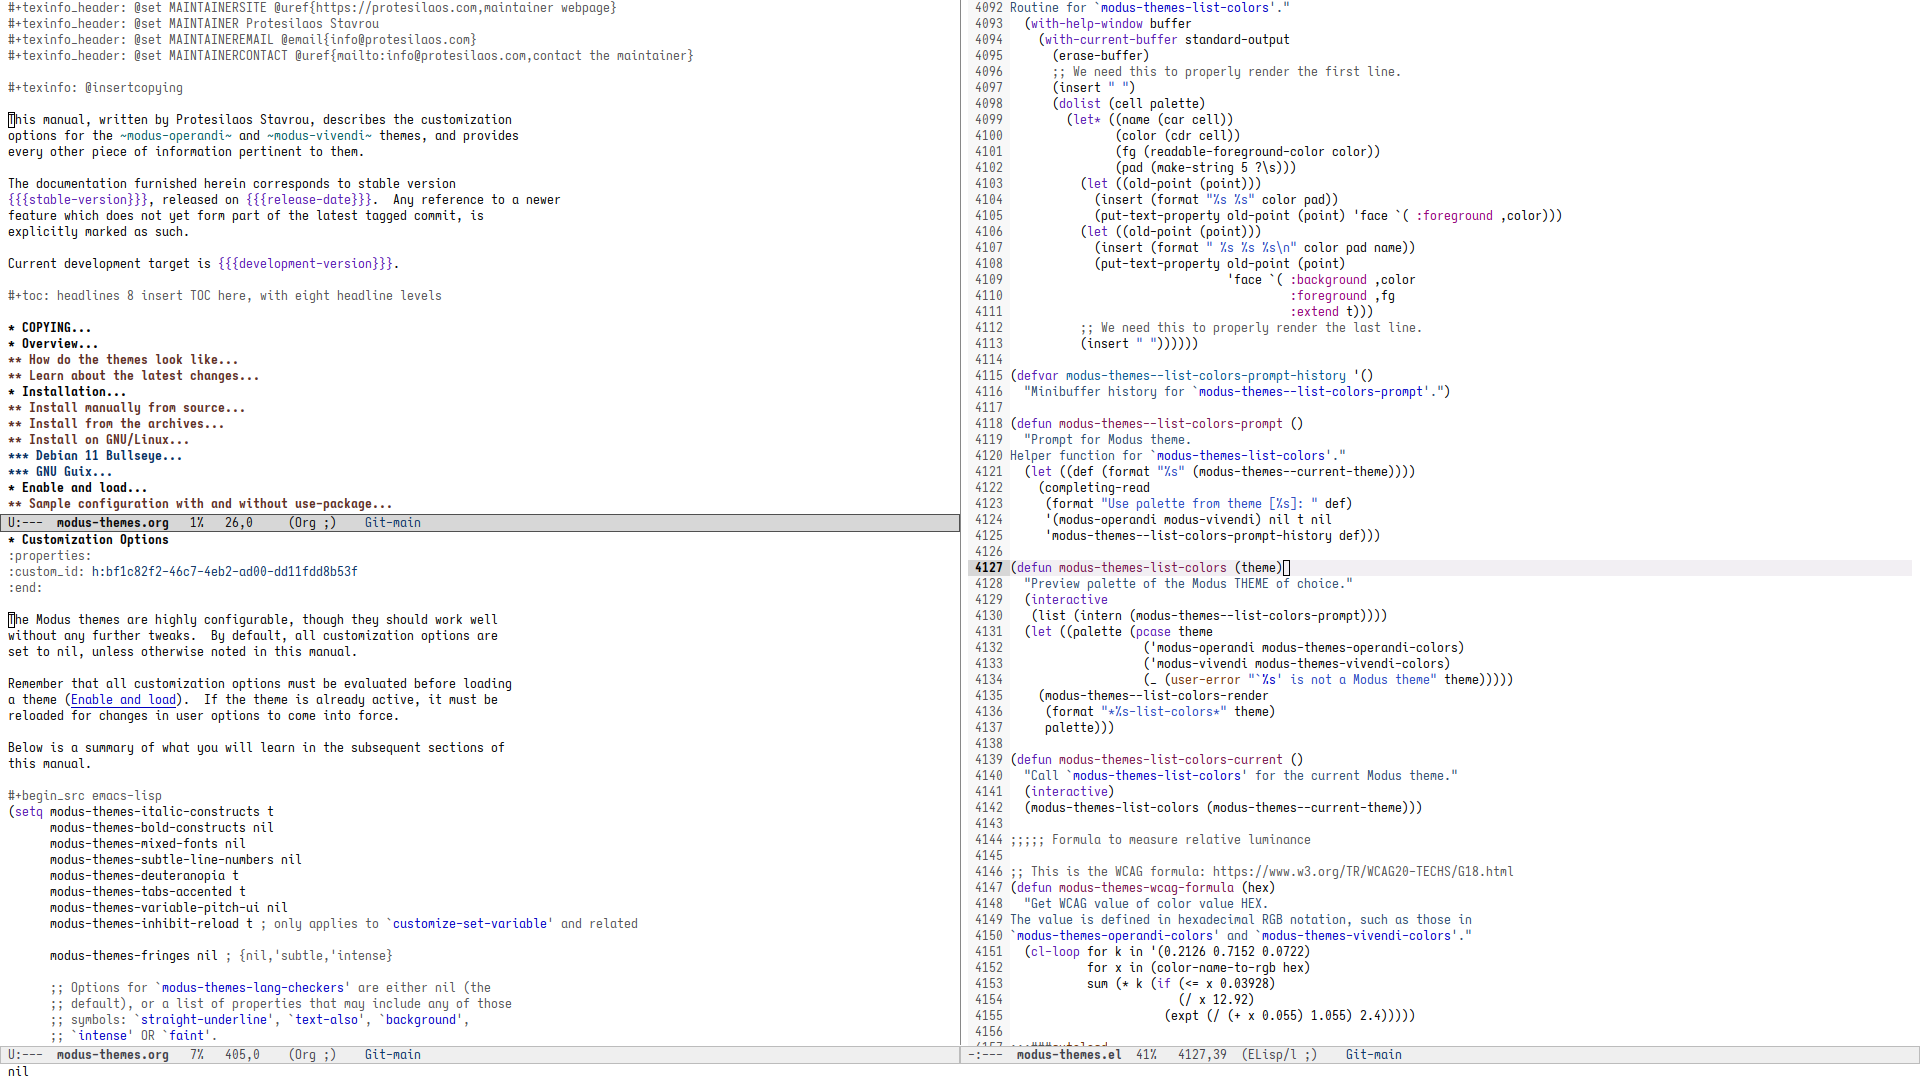 #+texinfo_header: @set MAINTAINERSITE @uref{https://protesilaos.com,maintainer webpage}
#+texinfo_header: @set MAINTAINER Protesilaos Stavrou
#+texinfo_header: @set MAINTAINEREMAIL @email{info@protesilaos.com}
#+texinfo_header: @set MAINTAINERCONTACT @uref{mailto:info@protesilaos.com,contact the maintainer}

#+texinfo: @insertcopying

This manual, written by Protesilaos Stavrou, describes the customization
options for the ~modus-operandi~ and ~modus-vivendi~ themes, and provides
every other piece of information pertinent to them.

The documentation furnished herein corresponds to stable version
{{{stable-version}}}, released on {{{release-date}}}.  Any reference to a newer
feature which does not yet form part of the latest tagged commit, is
explicitly marked as such.

Current development target is {{{development-version}}}.

#+toc: headlines 8 insert TOC here, with eight headline levels

* COPYING...
* Overview...
** How do the themes look like...
** Learn about the latest changes...
* Installation...
** Install manually from source...
** Install from the archives...
** Install on GNU/Linux...
*** Debian 11 Bullseye...
*** GNU Guix...
* Enable and load...
** Sample configuration with and without use-package...
U:---  modus-themes.org   1%   26,0     (Org ;)    Git-main
* Customization Options
:properties:
:custom_id: h:bf1c82f2-46c7-4eb2-ad00-dd11fdd8b53f
:end:

The Modus themes are highly configurable, though they should work well
without any further tweaks.  By default, all customization options are
set to nil, unless otherwise noted in this manual.

Remember that all customization options must be evaluated before loading
a theme (Enable and load).  If the theme is already active, it must be
reloaded for changes in user options to come into force.

Below is a summary of what you will learn in the subsequent sections of
this manual.

#+begin_src emacs-lisp
(setq modus-themes-italic-constructs t
      modus-themes-bold-constructs nil
      modus-themes-mixed-fonts nil
      modus-themes-subtle-line-numbers nil
      modus-themes-deuteranopia t
      modus-themes-tabs-accented t
      modus-themes-variable-pitch-ui nil
      modus-themes-inhibit-reload t ; only applies to `customize-set-variable' and related

      modus-themes-fringes nil ; {nil,'subtle,'intense}

      ;; Options for `modus-themes-lang-checkers' are either nil (the
      ;; default), or a list of properties that may include any of those
      ;; symbols: `straight-underline', `text-also', `background',
      ;; `intense' OR `faint'.
U:---  modus-themes.org   7%   405,0    (Org ;)    Git-main
nil
4092 Routine for `modus-themes-list-colors'."
4093   (with-help-window buffer
4094     (with-current-buffer standard-output
4095       (erase-buffer)
4096       ;; We need this to properly render the first line.
4097       (insert " ")
4098       (dolist (cell palette)
4099         (let* ((name (car cell))
4100                (color (cdr cell))
4101                (fg (readable-foreground-color color))
4102                (pad (make-string 5 ?\s)))
4103           (let ((old-point (point)))
4104             (insert (format "%s %s" color pad))
4105             (put-text-property old-point (point) 'face `( :foreground ,color)))
4106           (let ((old-point (point)))
4107             (insert (format " %s %s %s\n" color pad name))
4108             (put-text-property old-point (point)
4109                                'face `( :background ,color
4110                                         :foreground ,fg
4111                                         :extend t)))
4112           ;; We need this to properly render the last line.
4113           (insert " "))))))
4114
4115 (defvar modus-themes--list-colors-prompt-history '()
4116   "Minibuffer history for `modus-themes--list-colors-prompt'.")
4117
4118 (defun modus-themes--list-colors-prompt ()
4119   "Prompt for Modus theme.
4120 Helper function for `modus-themes-list-colors'."
4121   (let ((def (format "%s" (modus-themes--current-theme))))
4122     (completing-read
4123      (format "Use palette from theme [%s]: " def)
4124      '(modus-operandi modus-vivendi) nil t nil
4125      'modus-themes--list-colors-prompt-history def)))
4126
4127 (defun modus-themes-list-colors (theme)
4128   "Preview palette of the Modus THEME of choice."
4129   (interactive
4130    (list (intern (modus-themes--list-colors-prompt))))
4131   (let ((palette (pcase theme
4132                    ('modus-operandi modus-themes-operandi-colors)
4133                    ('modus-vivendi modus-themes-vivendi-colors)
4134                    (_ (user-error "`%s' is not a Modus theme" theme)))))
4135     (modus-themes--list-colors-render
4136      (format "*%s-list-colors*" theme)
4137      palette)))
4138
4139 (defun modus-themes-list-colors-current ()
4140   "Call `modus-themes-list-colors' for the current Modus theme."
4141   (interactive)
4142   (modus-themes-list-colors (modus-themes--current-theme)))
4143
4144 ;;;;; Formula to measure relative luminance
4145
4146 ;; This is the WCAG formula: https://www.w3.org/TR/WCAG20-TECHS/G18.html
4147 (defun modus-themes-wcag-formula (hex)
4148   "Get WCAG value of color value HEX.
4149 The value is defined in hexadecimal RGB notation, such as those in
4150 `modus-themes-operandi-colors' and `modus-themes-vivendi-colors'."
4151   (cl-loop for k in '(0.2126 0.7152 0.0722)
4152            for x in (color-name-to-rgb hex)
4153            sum (* k (if (<= x 0.03928)
4154                         (/ x 12.92)
4155                       (expt (/ (+ x 0.055) 1.055) 2.4)))))
4156
4157 ;;;###autoload
-:---  modus-themes.el  41%   4127,39  (ELisp/l ;)    Git-main